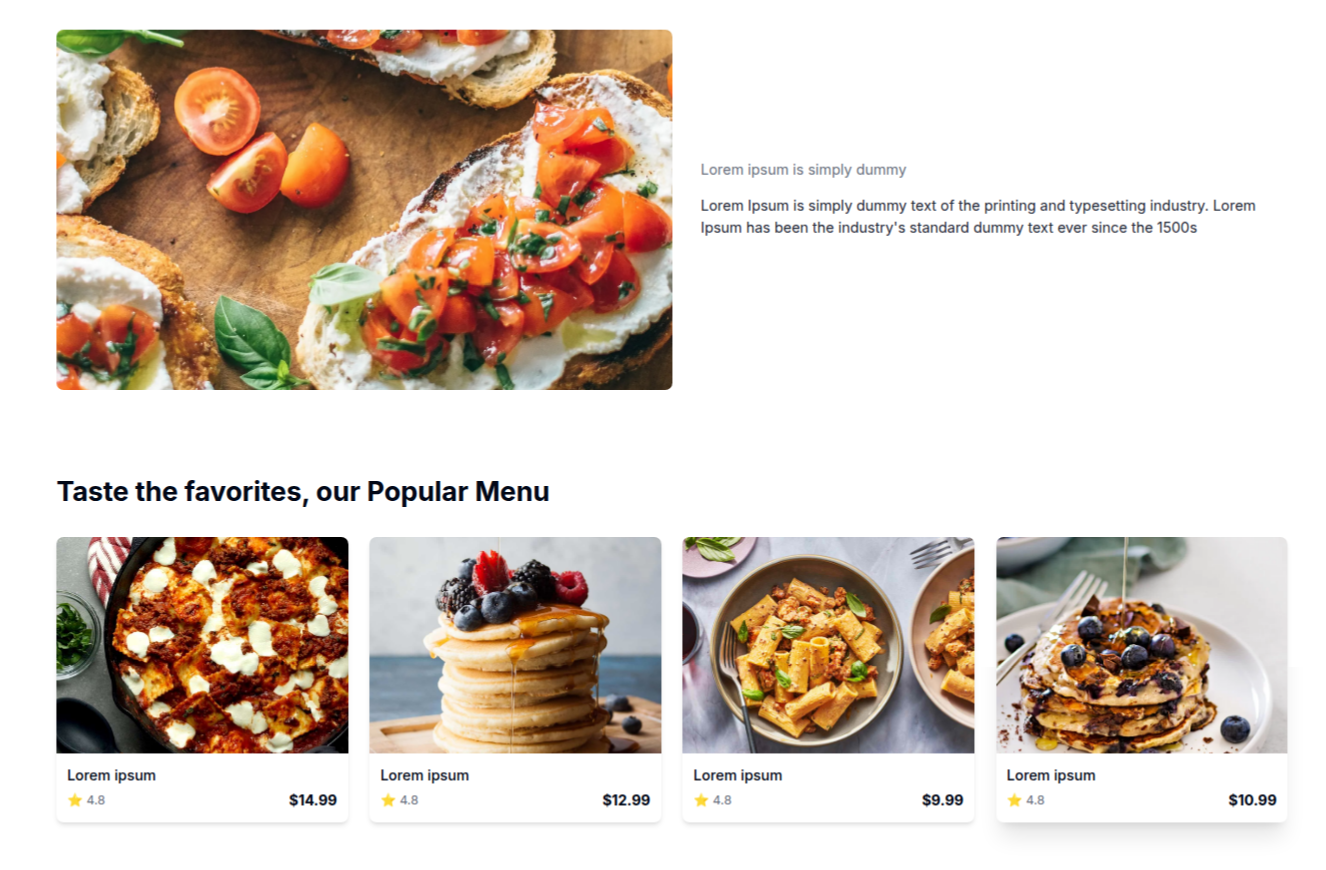 Lorem ipsum is simply dummy
Lorem Ipsum is simply dummy text of the printing and typesetting industry. Lorem
Ipsum has been the industry's standard dummy text ever since the 1500s
Taste the favorites, our Popular Menu
Lorem ipsum
⭐ 4.8 $14.99
Lorem ipsum
⭐ 4.8 $12.99
Lorem ipsum
⭐ 4.8 $9.99
Lorem ipsum
⭐ 4.8 $10.99